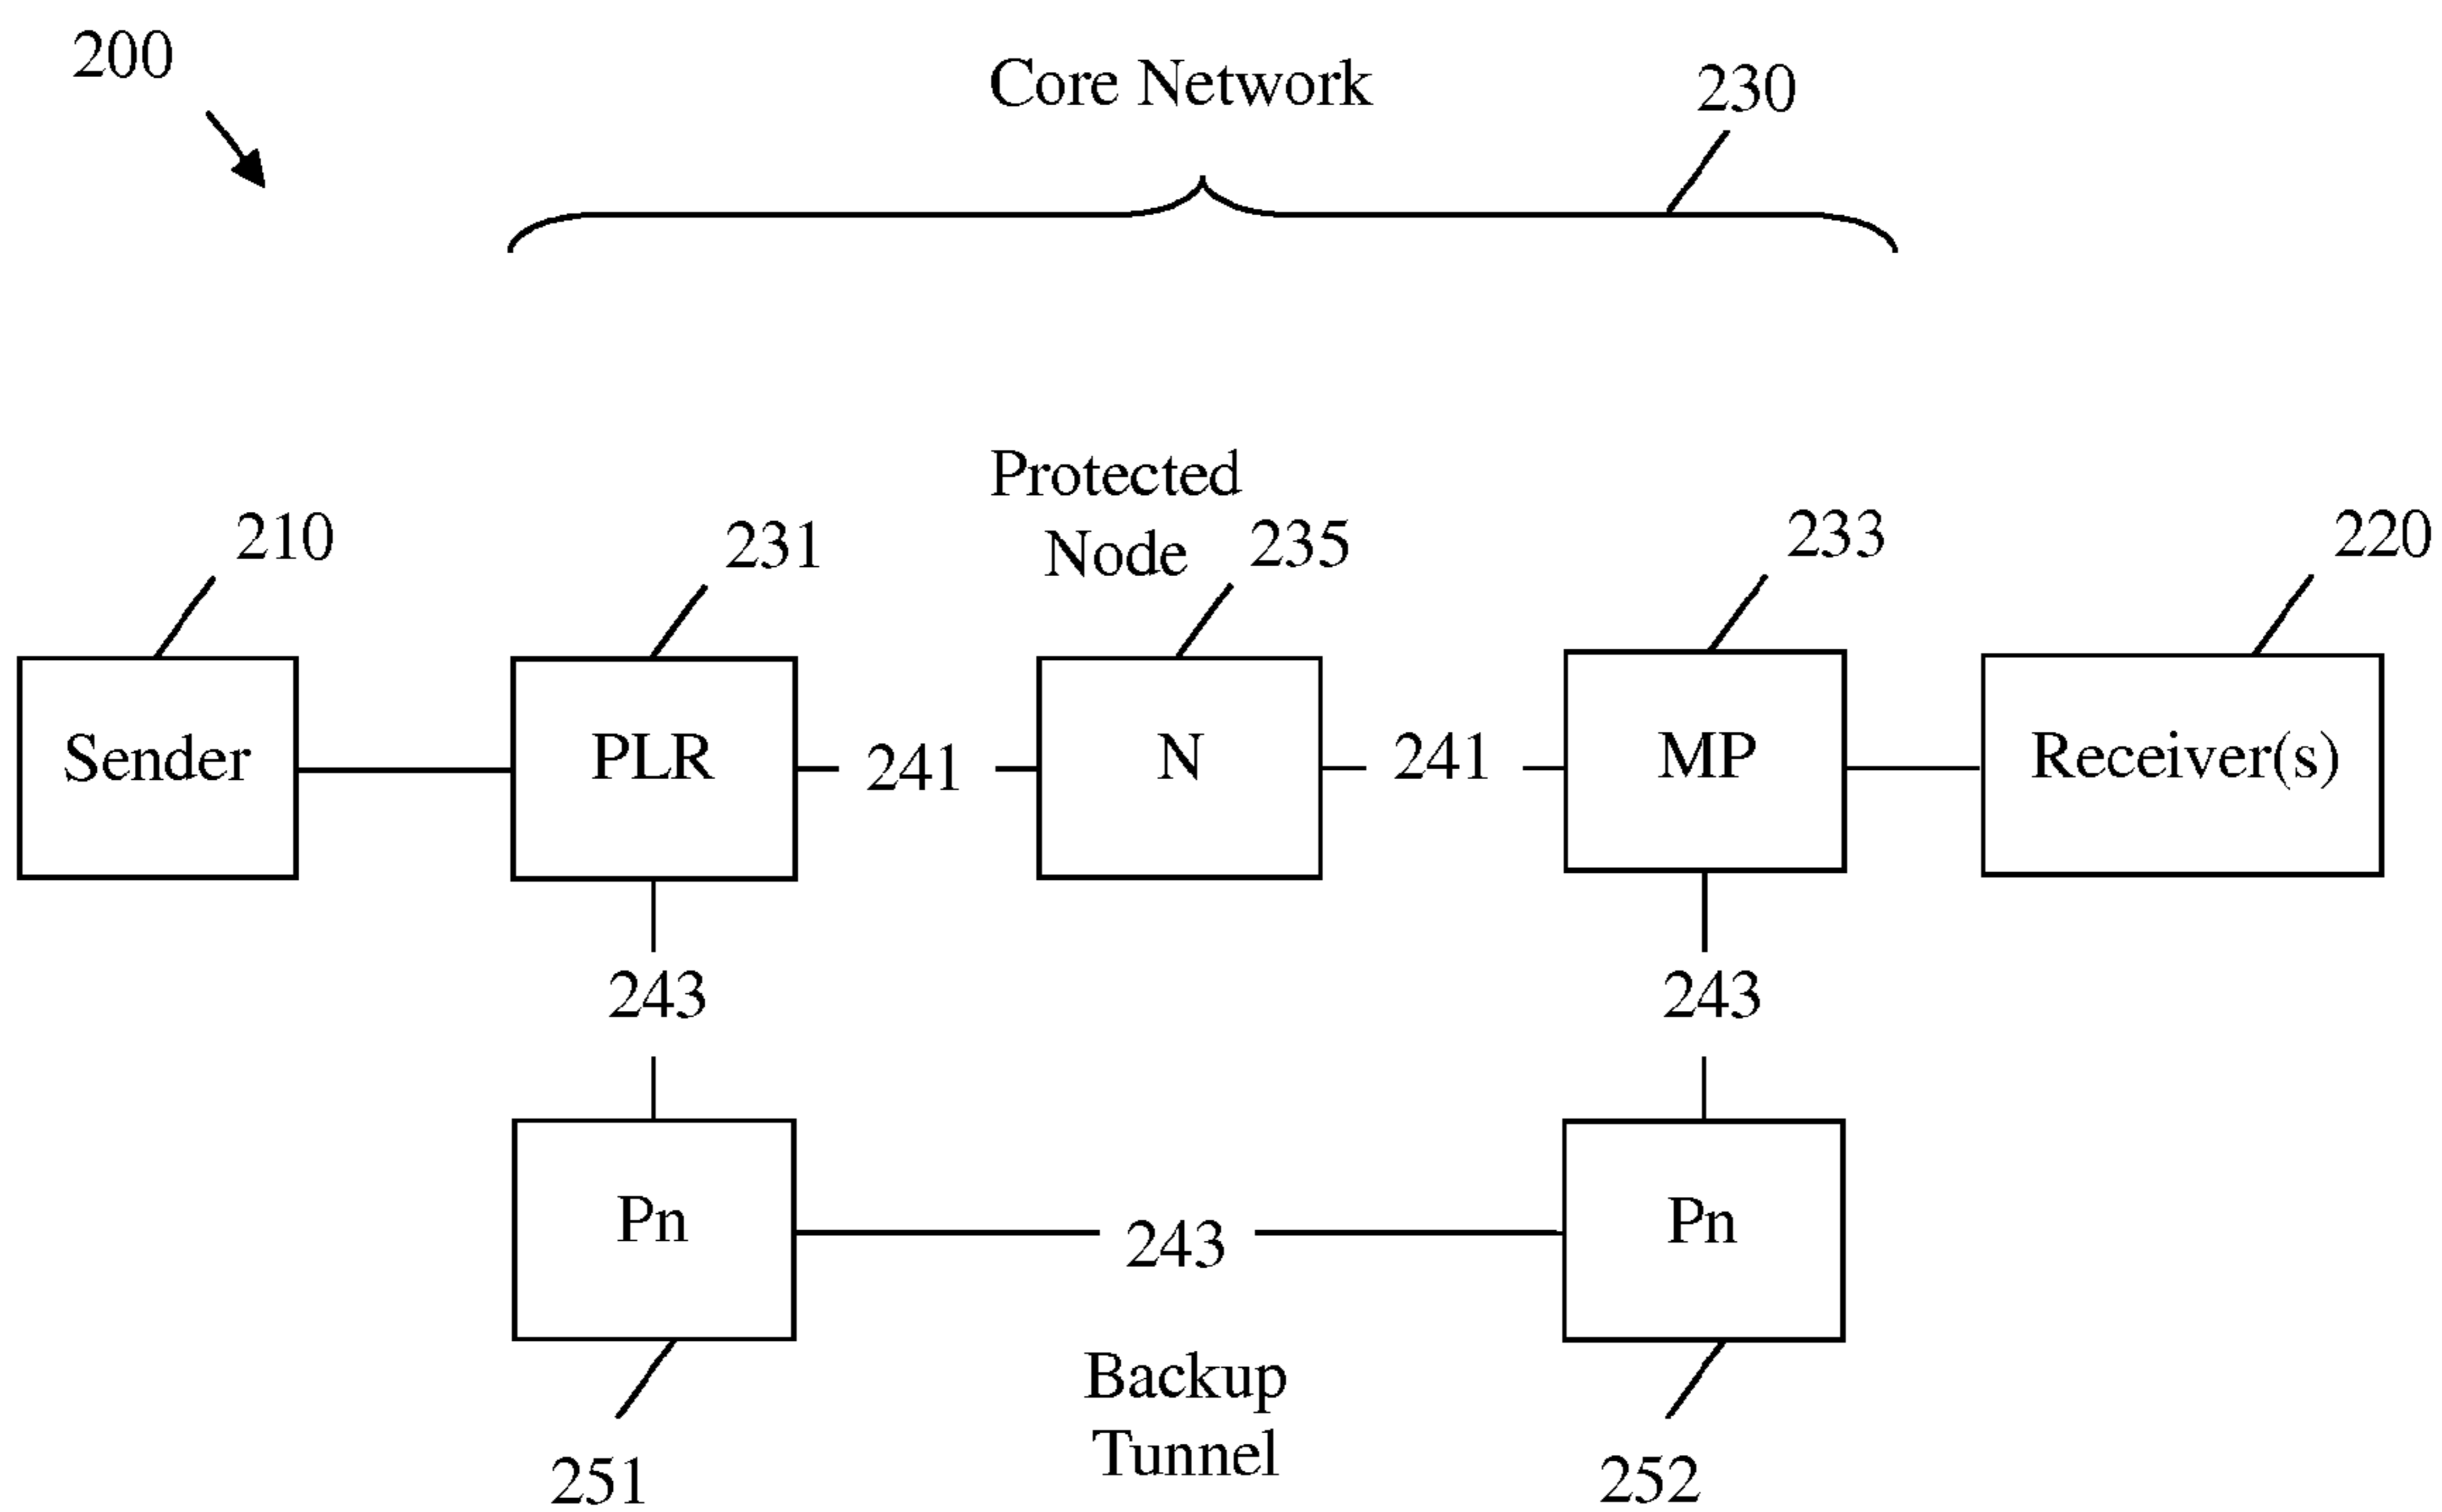 200
Core Network
230
Protected
Node
210
231
235
233
220
Sender
PLR
241
N
241
MP
Receiver(s)
243
243
Pn
243
Pn
Backup
Tunnel
251
252